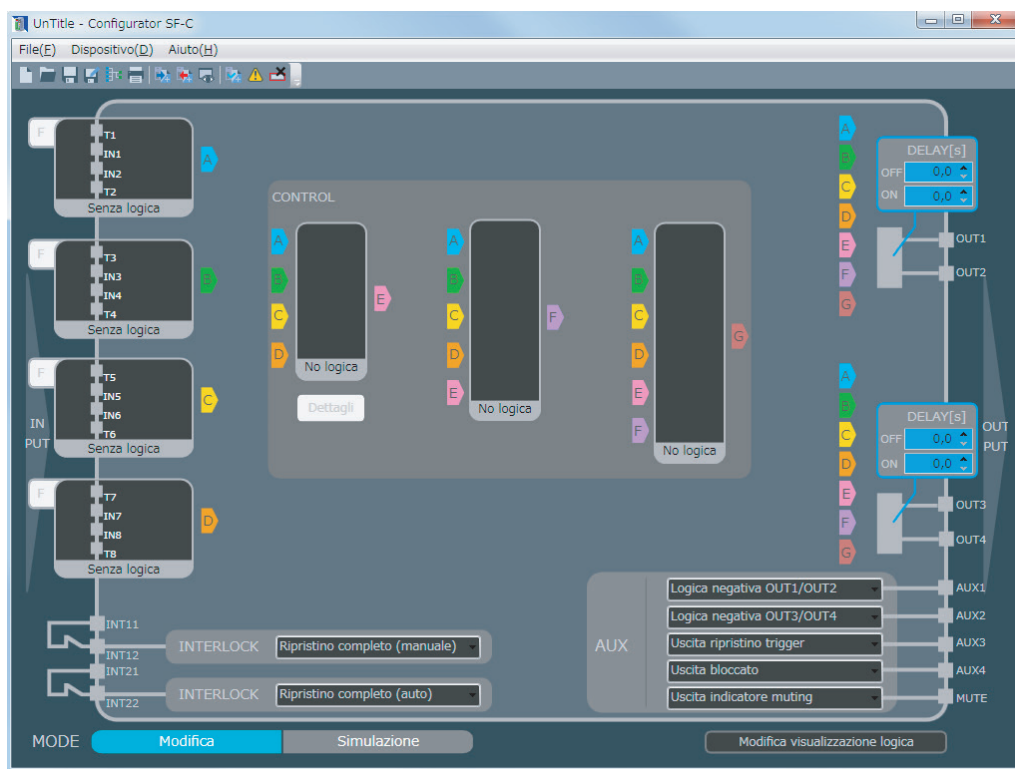 UnTitle - Configurator SF-C
File(F) Dispositivo(D) Aiuto(H)
F
T1
IN1
IN2
T2
Senza logica
A
F
T3
IN3
IN4
T4
Senza logica
B
F
T5
IN5
IN6
T6
Senza logica
C
F
T7
IN7
IN8
T8
Senza logica
D
IN
PUT
CONTROL
A
B
C
D
No logica
E
Dettagli
A
B
C
D
E
No logica
F
A
B
C
D
E
F
No logica
G
A
B
C
D
E
F
G
DELAY[s]
OFF 0,0
ON 0,0
OUT1
OUT2
A
B
C
D
E
F
G
DELAY[s]
OFF 0,0
ON 0,0
OUT3
OUT4
OUT
PUT
INT11
INT12
INTERLOCK Ripristino completo (manuale)
INT21
INT22
INTERLOCK Ripristino completo (auto)
AUX
Logica negativa OUT1/OUT2 AUX1
Logica negativa OUT3/OUT4 AUX2
Uscita ripristino trigger AUX3
Uscita bloccato AUX4
Uscita indicatore muting MUTE
MODE Modifica Simulazione
Modifica visualizzazione logica